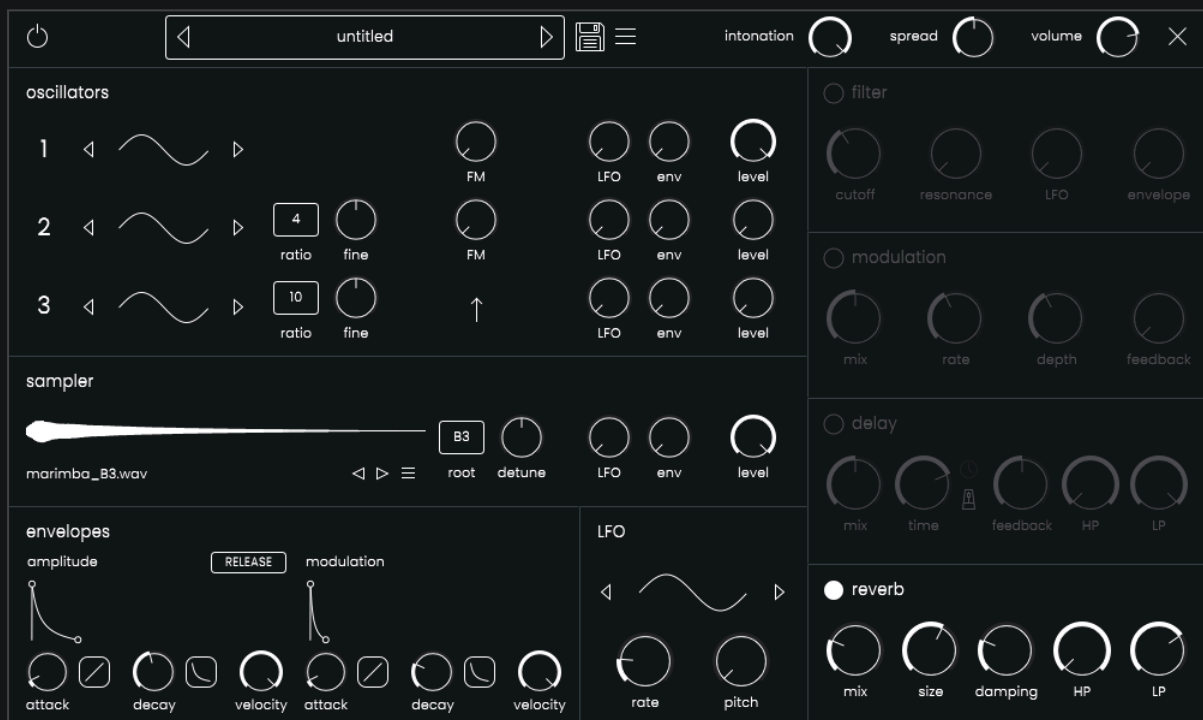 untitled
intonation spread volume
oscillators
1
FM LFO env level
2 4
ratio fine FM LFO env level
3 10
ratio fine LFO env level
sampler
B3
marimba_B3.wav root detune LFO env level
envelopes
amplitude RELEASE modulation
attack decay velocity attack decay velocity
LFO
rate pitch
filter
cutoff resonance LFO envelope
modulation
mix rate depth feedback
delay
mix time feedback HP LP
reverb
mix size damping HP LP